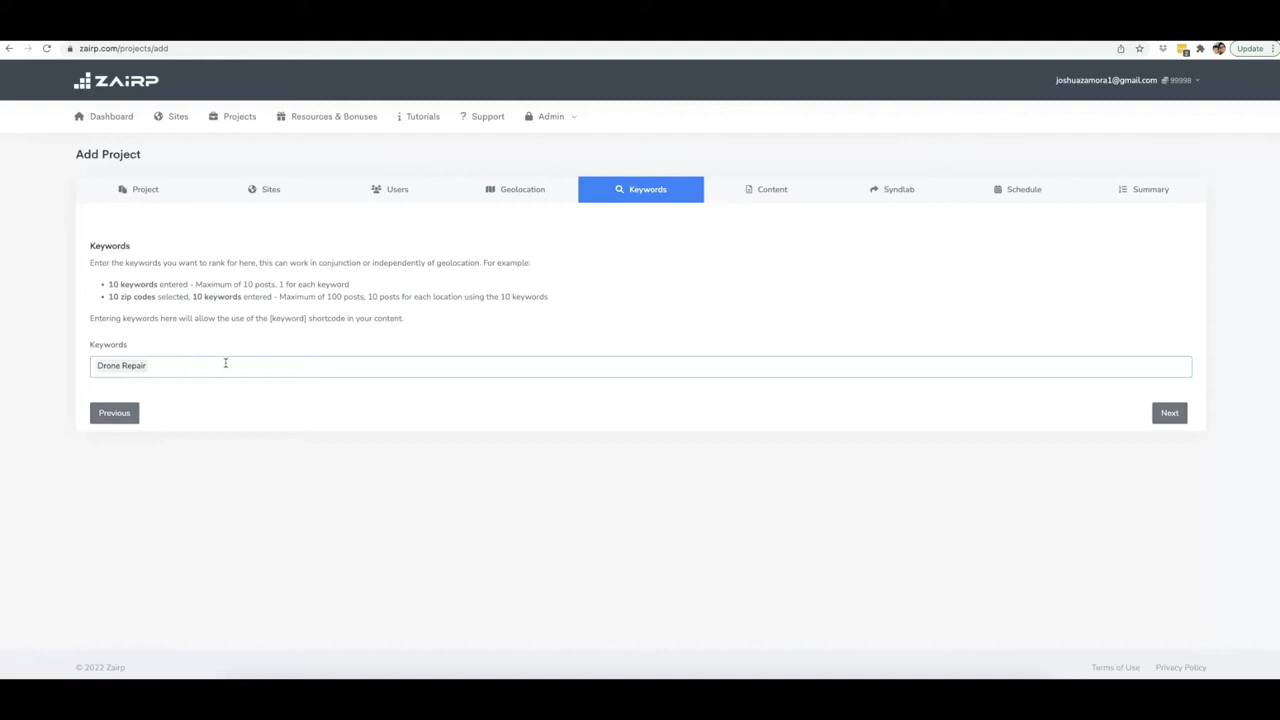 zairp.com/projects/add
Update
ZAiRP
joshuazamora1@gmail.com 99998
Dashboard Sites Projects Resources & Bonuses Tutorials Support Admin
Add Project
Project Sites Users Geolocation Keywords Content Syndlab Schedule Summary
Keywords
Enter the keywords you want to rank for here, this can work in conjunction or independently of geolocation. For example:
• 10 keywords entered - Maximum of 10 posts, 1 for each keyword
• 10 zip codes selected, 10 keywords entered - Maximum of 100 posts, 10 posts for each location using the 10 keywords
Entering keywords here will allow the use of the [keyword] shortcode in your content.
Keywords
Drone Repair
Previous Next
© 2022 Zairp Terms of Use Privacy Policy